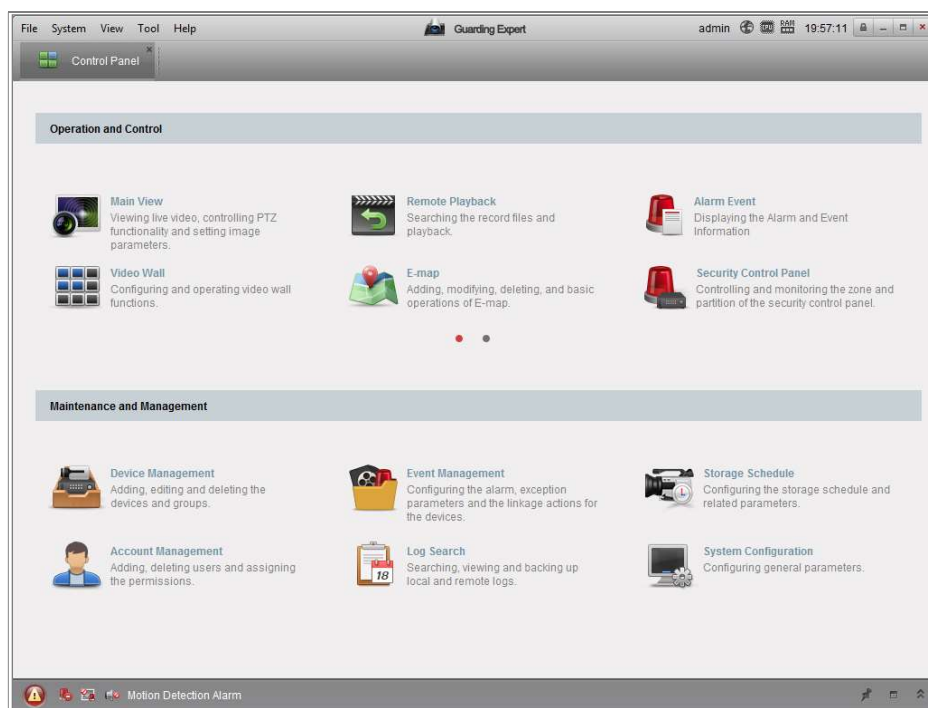 File System View Tool Help Guarding Expert admin CPU RAM 19:57:11
Control Panel
Operation and Control
Main View
Viewing live video, controlling PTZ
functionality and setting image
parameters.
Remote Playback
Searching the record files and
playback.
Alarm Event
Displaying the Alarm and Event
Information
Video Wall
Configuring and operating video wall
functions.
E-map
Adding, modifying, deleting, and basic
operations of E-map.
Security Control Panel
Controlling and monitoring the zone and
partition of the security control panel.
Maintenance and Management
Device Management
Adding, editing and deleting the
devices and groups.
Event Management
Configuring the alarm, exception
parameters and the linkage actions for
the devices.
Storage Schedule
Configuring the storage schedule and
related parameters.
Account Management
Adding, deleting users and assigning
the permissions.
18
Log Search
Searching, viewing and backing up
local and remote logs.
System Configuration
Configuring general parameters.
Motion Detection Alarm